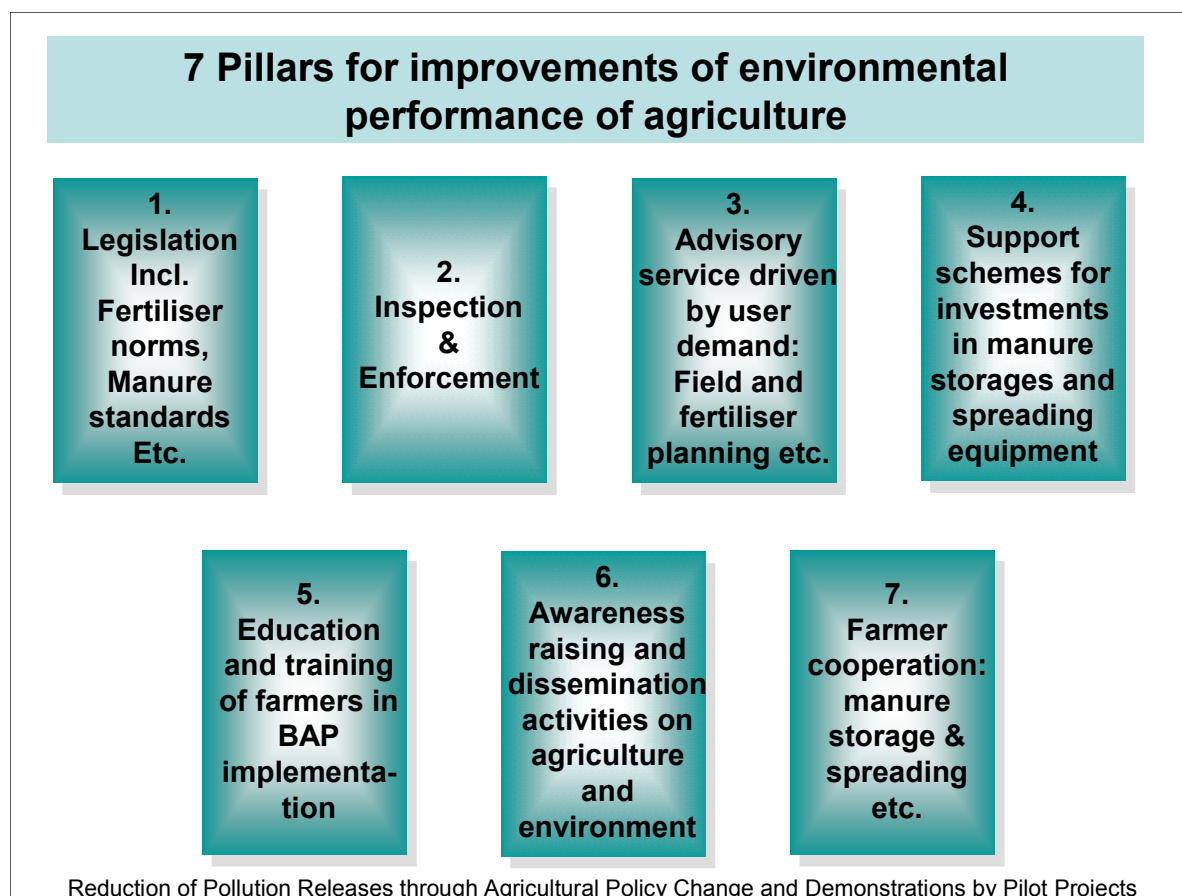 7 Pillars for improvements of environmental
performance of agriculture
1.
Legislation
Incl.
Fertiliser
norms,
Manure
standards
Etc.
2.
Inspection
&
Enforcement
3.
Advisory
service driven
by user
demand:
Field and
fertiliser
planning etc.
4.
Support
schemes for
investments
in manure
storages and
spreading
equipment
5.
Education
and training
of farmers in
BAP
implementa-
tion
6.
Awareness
raising and
dissemination
activities on
agriculture
and
environment
7.
Farmer
cooperation:
manure
storage &
spreading
etc.
Reduction of Pollution Releases through Agricultural Policy Change and Demonstrations by Pilot Projects